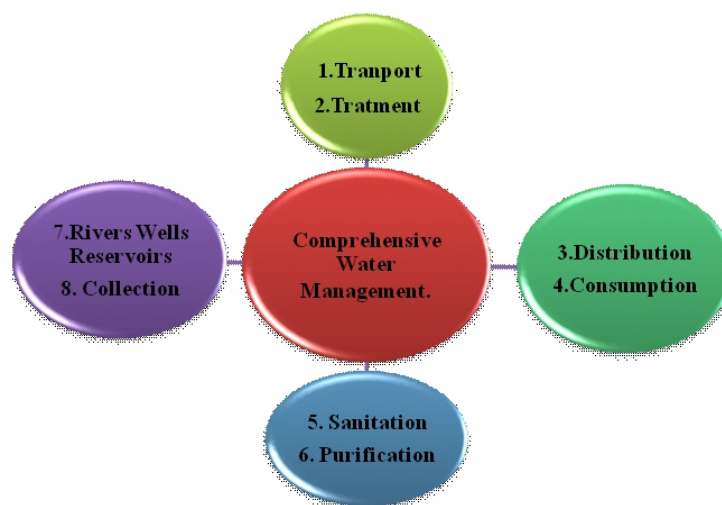 1.Tranport
2.Tratment
7.Rivers Wells
Reservoirs
8. Collection
Comprehensive
Water
Management.
3.Distribution
4.Consumption
5. Sanitation
6. Purification